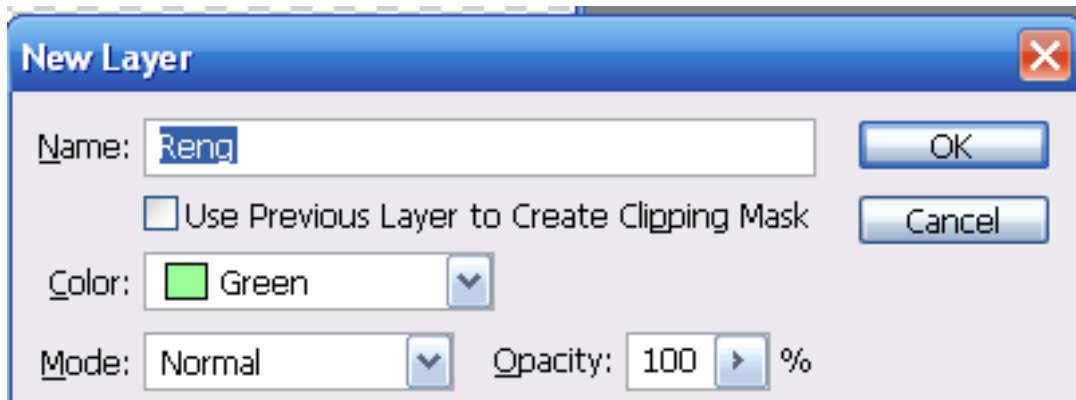 New Layer
Name: Reng OK
Use Previous Layer to Create Clipping Mask Cancel
Color: Green
Mode: Normal Opacity: 100 %